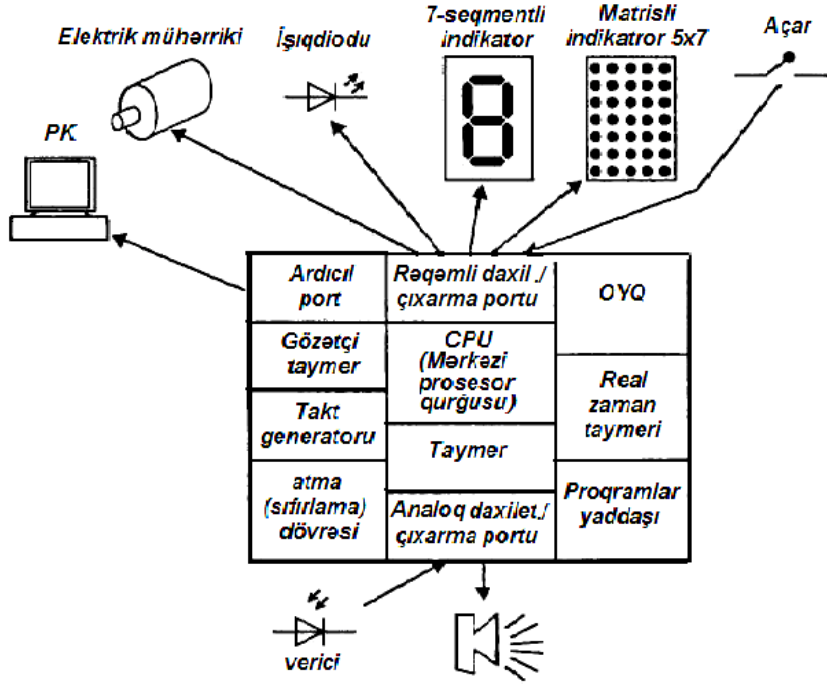 Elektrik mühərriki
İşıqdiodu
7-seqmentli
indikator
Matrisli
indikatror 5x7
Açar
PK
Ardıcıl
port
Rəqəmli daxil ./
çıxarma portu
OYQ
Gözətçi
taymer
CPU
(Mərkəzi
prosesor
qurğusu)
Real
zaman
taymeri
Takt
generatoru
Taymer
atma
(sıfırlama)
dövrəsi
Analoq daxilet./
çıxarma portu
Proqramlar
yaddaşı
verici